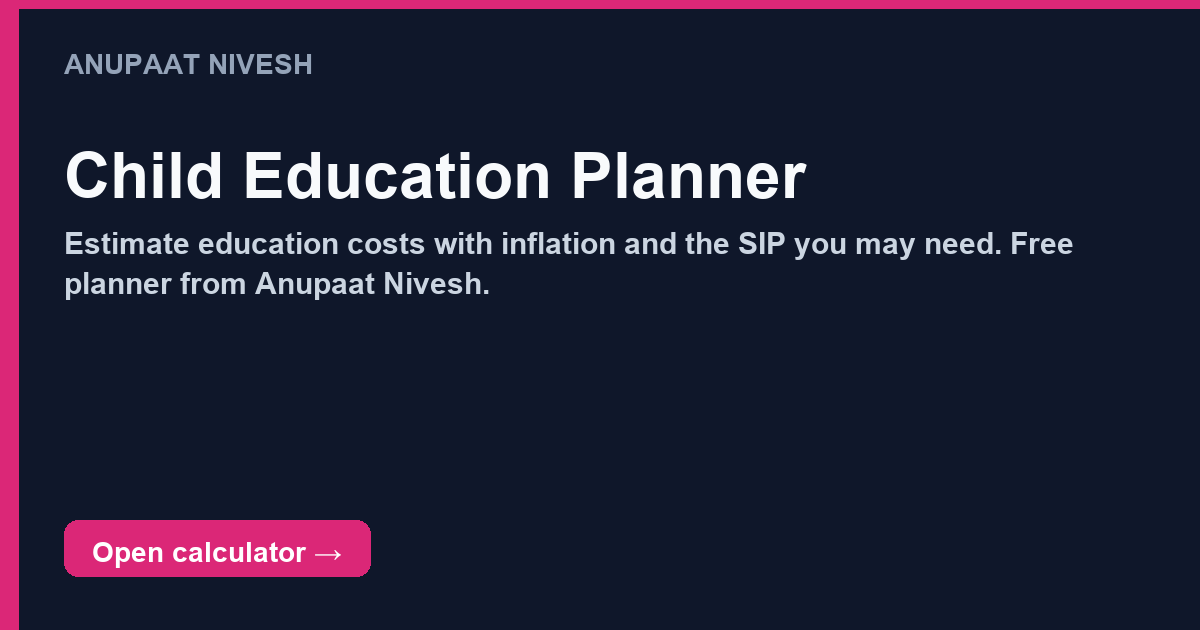 ANUPAAT NIVESH
Child Education Planner
Estimate education costs with inflation and the SIP you may need. Free
planner from Anupaat Nivesh.
Open calculator →